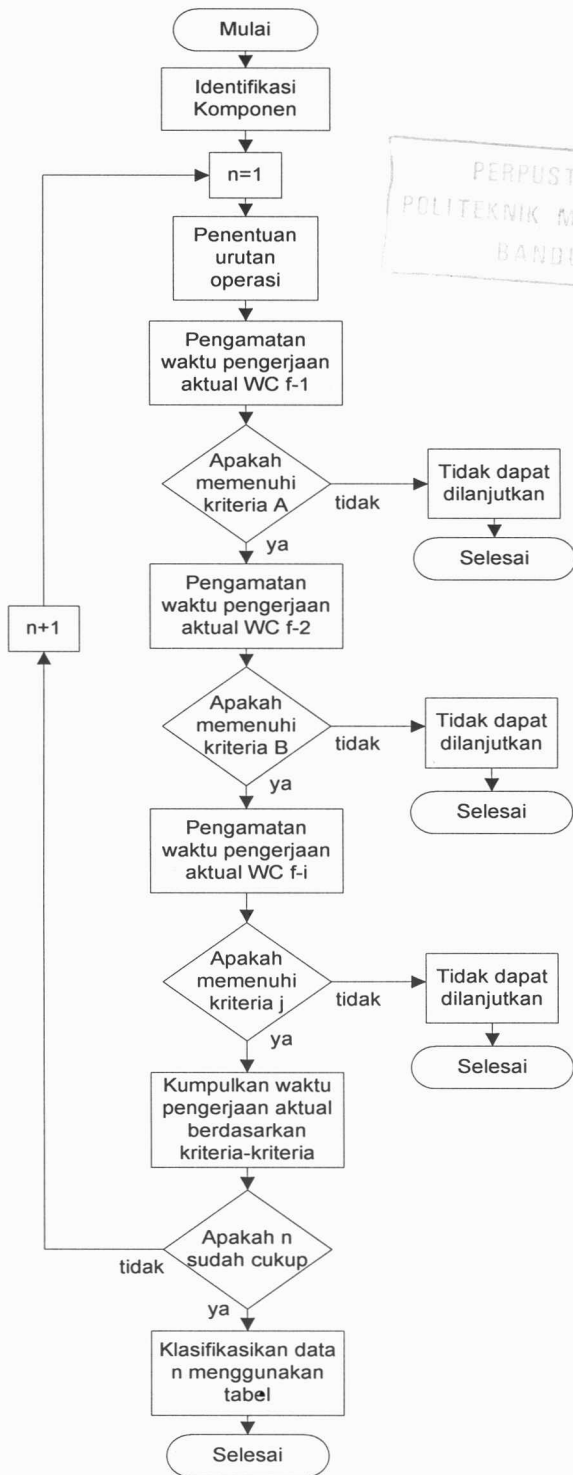 Mulai
Identifikasi
Komponen
n=1
PERPUST
POLITEKNIK M
BANDU
Penentuan
urutan
operasi
Pengamatan
waktu pengerjaan
aktual WC f-1
Apakah
memenuhi
kriteria A
tidak
Tidak dapat
dilanjutkan
Selesai
ya
Pengamatan
waktu pengerjaan
aktual WC f-2
n+1
Apakah
memenuhi
kriteria B
tidak
Tidak dapat
dilanjutkan
Selesai
ya
Pengamatan
waktu pengerjaan
aktual WC f-i
Apakah
memenuhi
kriteria j
tidak
Tidak dapat
dilanjutkan
Selesai
ya
Kumpulkan waktu
pengerjaan aktual
berdasarkan
kriteria-kriteria
Apakah n
sudah cukup
tidak
ya
Klasifikasikan data
n menggunakan
tabel
Selesai